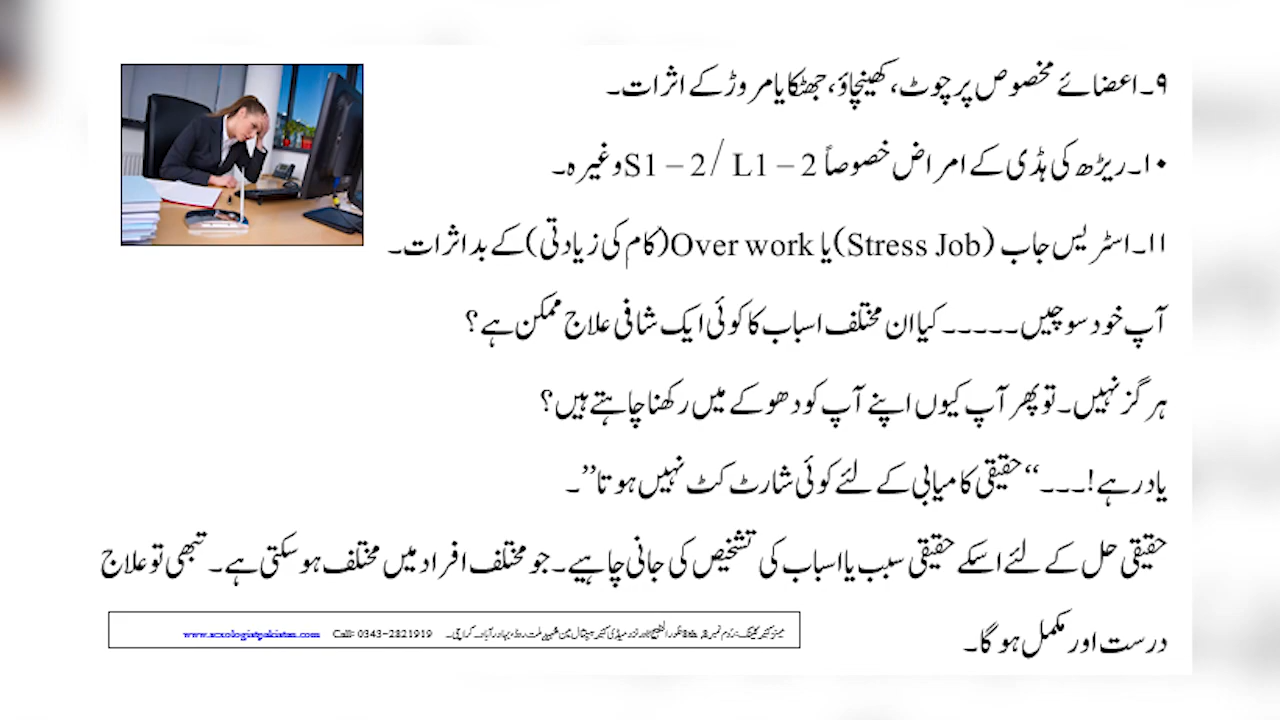 ۹۔اعضائے مخصوص پر چوٹ، کھینچاؤ، جھٹکا یا مروڑ کے اثرات۔
۱۰۔ریڑھ کی ہڈی کے امراض خصوصاً S1 – 2 / L1 – 2 وغیرہ۔
۱۱۔اسٹریس جاب (Stress Job) یا Over work (کام کی زیادتی) کے بد اثرات۔
آپ خود سوچیں۔۔۔۔۔ کیا ان مختلف اسباب کا کوئی ایک شافی علاج ممکن ہے؟
ہرگز نہیں۔ تو پھر آپ کیوں اپنے آپ کو دھوکے میں رکھنا چاہتے ہیں؟
یاد رہے!۔۔۔“حقیقی کامیابی کے لئے کوئی شارٹ کٹ نہیں ہوتا”۔
حقیقی حل کے لئے اسکے حقیقی سبب یا اسباب کی تشخیص کی جانی چاہیے۔ جو مختلف افراد میں مختلف ہو سکتی ہے۔ تبھی تو علاج
درست اور مکمل ہو گا۔
کراچی۔ Call: 0343-2821919 www.sexologistpakistan.com